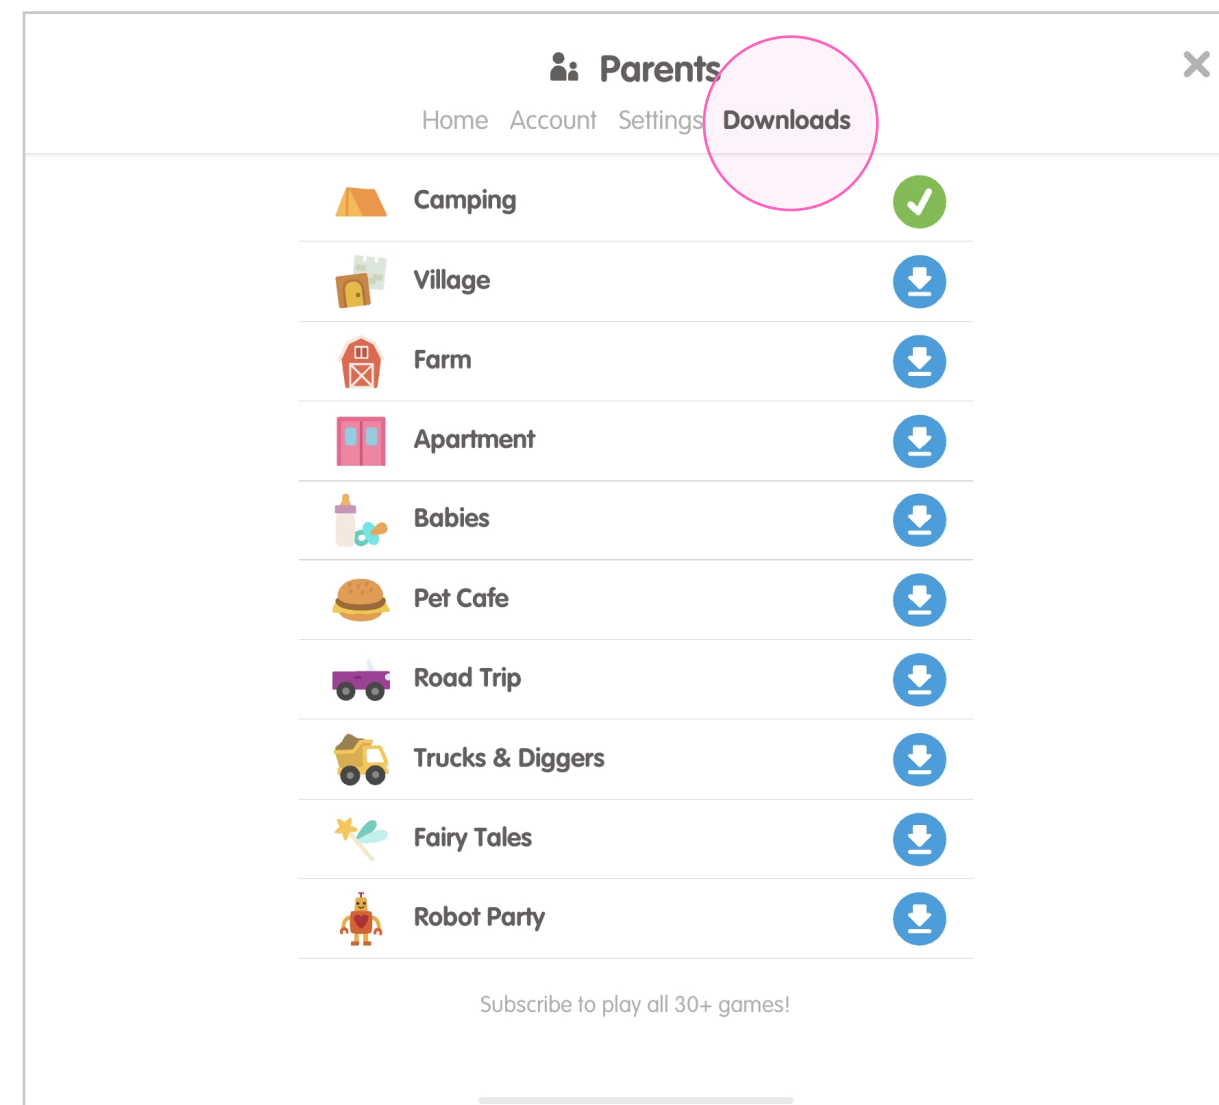 Parents
Home Account Settings Downloads
Camping
Village
Farm
Apartment
Babies
Pet Cafe
Road Trip
Trucks & Diggers
Fairy Tales
Robot Party
Subscribe to play all 30+ games!